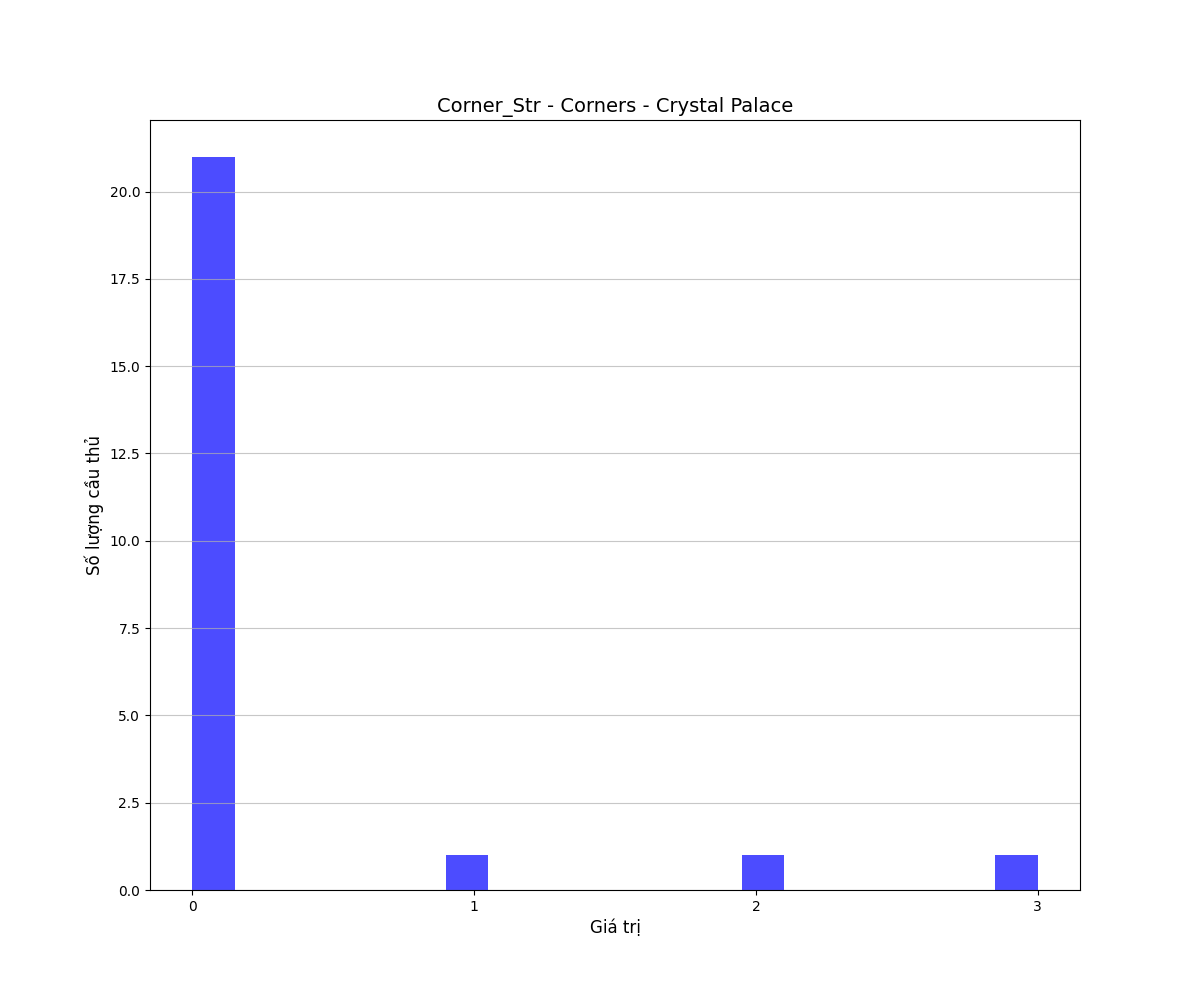 Corner_Str - Corners - Crystal Palace
Số lượng cầu thủ
20.0
17.5
15.0
12.5
10.0
7.5
5.0
2.5
0.0
0 1 2 3
Giá trị